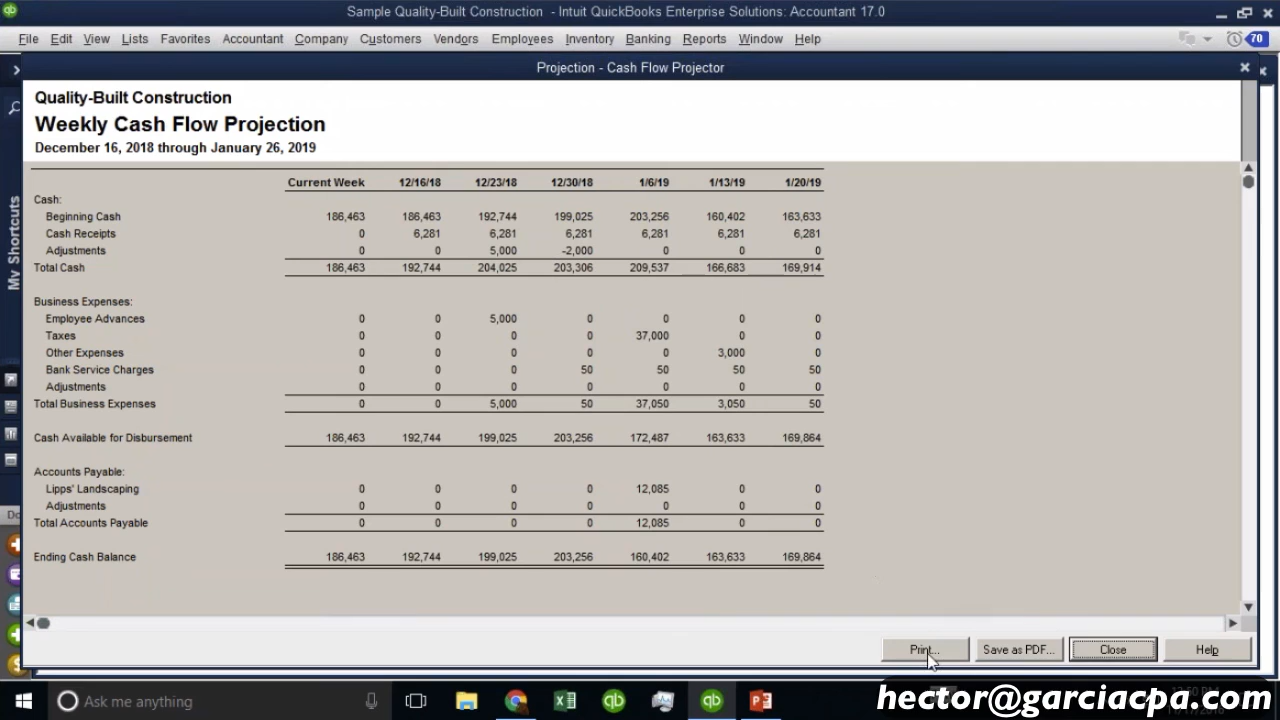 Sample Quality-Built Construction - Intuit QuickBooks Enterprise Solutions: Accountant 17.0
File Edit View Lists Favorites Accountant Company Customers Vendors Employees Inventory Banking Reports Window Help 70
Projection - Cash Flow Projector
Quality-Built Construction
Weekly Cash Flow Projection
December 16, 2018 through January 26, 2019
My Shortcuts
Current Week 12/16/18 12/23/18 12/30/18 1/6/19 1/13/19 1/20/19
Cash:
Beginning Cash 186,463 186,463 192,744 199,025 203,256 160,402 163,633
Cash Receipts 0 6,281 6,281 6,281 6,281 6,281 6,281
Adjustments 0 0 5,000 -2,000 0 0 0
Total Cash 186,463 192,744 204,025 203,306 209,537 166,683 169,914
Business Expenses:
Employee Advances 0 0 5,000 0 0 0 0
Taxes 0 0 0 0 37,000 0 0
Other Expenses 0 0 0 0 0 3,000 0
Bank Service Charges 0 0 0 50 50 50 50
Adjustments 0 0 0 0 0 0 0
Total Business Expenses 0 0 5,000 50 37,050 3,050 50
Cash Available for Disbursement 186,463 192,744 199,025 203,256 172,487 163,633 169,864
Accounts Payable:
Lipps' Landscaping 0 0 0 0 12,085 0 0
Adjustments 0 0 0 0 0 0 0
Total Accounts Payable 0 0 0 0 12,085 0 0
Do
Ending Cash Balance 186,463 192,744 199,025 203,256 160,402 163,633 169,864
Print... Save as PDF... Close Help
Ask me anything
hector@garciacpa.com